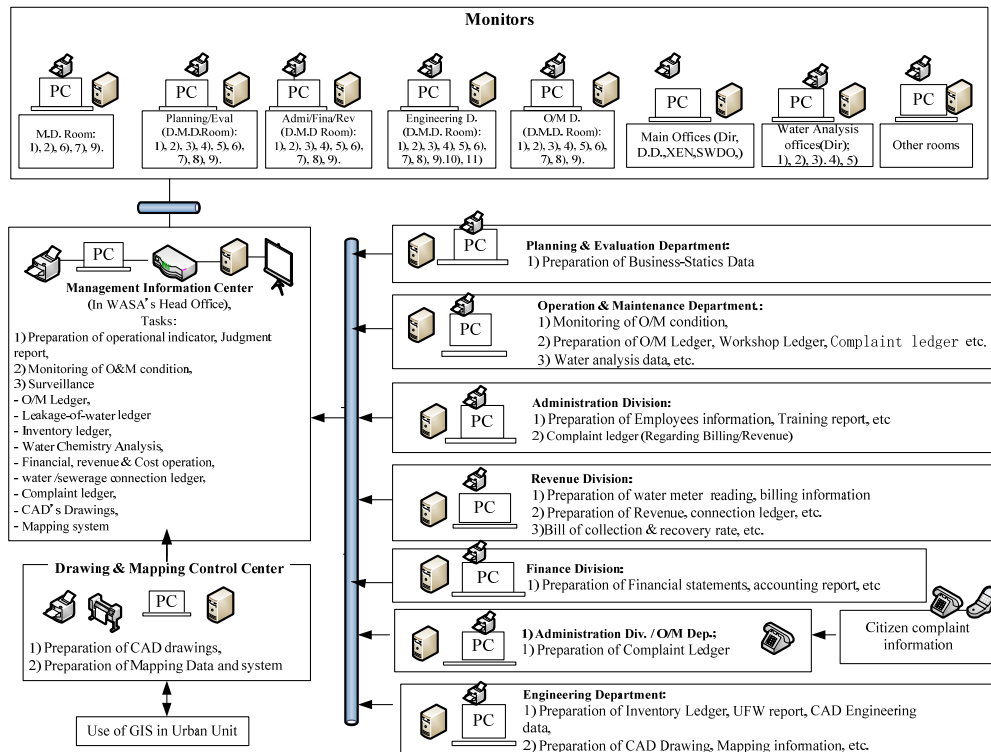 Monitors
PC
M.D. Room:
1), 2), 6), 7), 9).
PC
Planning/Eval
(D.M.D.Room):
1), 2), 3), 4), 5), 6),
7), 8), 9).
PC
Admi/Fina/Rev
(D.M.D Room):
1), 2), 3), 4), 5), 6),
7), 8), 9).
PC
Engineering D.
(D.M.D. Room):
1), 2), 3), 4), 5), 6),
7), 8), 9).10), 11)
PC
O/M D.
(D.M.D. Room):
1), 2), 3), 4), 5), 6),
7), 8), 9).
PC
Main Offices (Dir,
D.D.,XEN,SWDO,)
PC
Water Analysis
offices(Dir);
1), 2), 3). 4), 5)
PC
Other rooms
PC
Management Information Center
(In WASA's Head Office),
Tasks:
1) Preparation of operational indicator, Judgment
report,
2) Monitoring of O&M condition,
3) Surveillance
- O/M Ledger,
- Leakage-of-water ledger
- Inventory ledger,
- Water Chemistry Analysis,
- Financial, revenue & Cost operation,
- water /sewerage connection ledger,
- Complaint ledger,
- CAD's Drawings,
- Mapping system
Drawing & Mapping Control Center
PC
1) Preparation of CAD drawings,
2) Preparation of Mapping Data and system
Use of GIS in Urban Unit
PC
Planning & Evaluation Department:
1) Preparation of Business-Statics Data
PC
Operation & Maintenance Department.:
1) Monitoring of O/M condition,
2) Preparation of O/M Ledger, Workshop Ledger, Complaint ledger etc.
3) Water analysis data, etc.
PC
Administration Division:
1) Preparation of Employees information, Training report, etc
2) Complaint ledger (Regarding Billing/Revenue)
PC
Revenue Division:
1) Preparation of water meter reading, billing information
2) Preparation of Revenue, connection ledger, etc.
3)Bill of collection & recovery rate, etc.
PC
Finance Division:
1) Preparation of Financial statements, accounting report, etc
PC
1) Administration Div. / O/M Dep.;
1) Preparation of Complaint Ledger
Citizen complaint
information
PC
Engineering Department:
1) Preparation of Inventory Ledger, UFW report, CAD Engineering
data,
2) Preparation of CAD Drawing, Mapping information, etc.